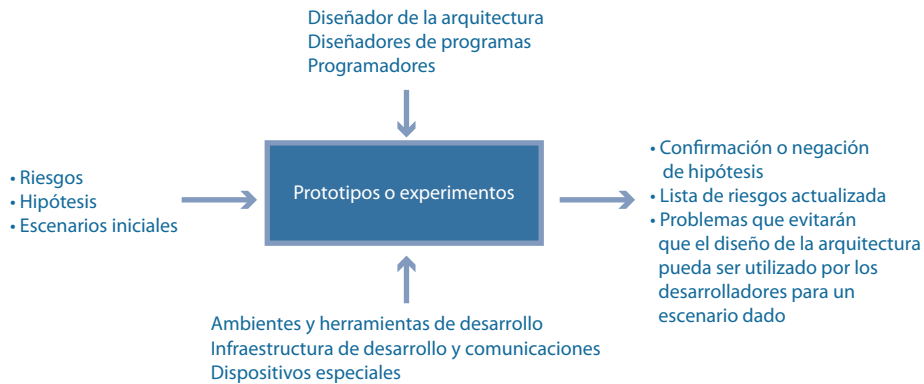 Diseñador de la arquitectura
Diseñadores de programas
Programadores
• Riesgos
• Hipótesis
• Escenarios iniciales
Prototipos o experimentos
• Confirmación o negación
de hipótesis
• Lista de riesgos actualizada
• Problemas que evitarán
que el diseño de la arquitectura
pueda ser utilizado por los
desarrolladores para un
escenario dado
Ambientes y herramientas de desarrollo
Infraestructura de desarrollo y comunicaciones
Dispositivos especiales